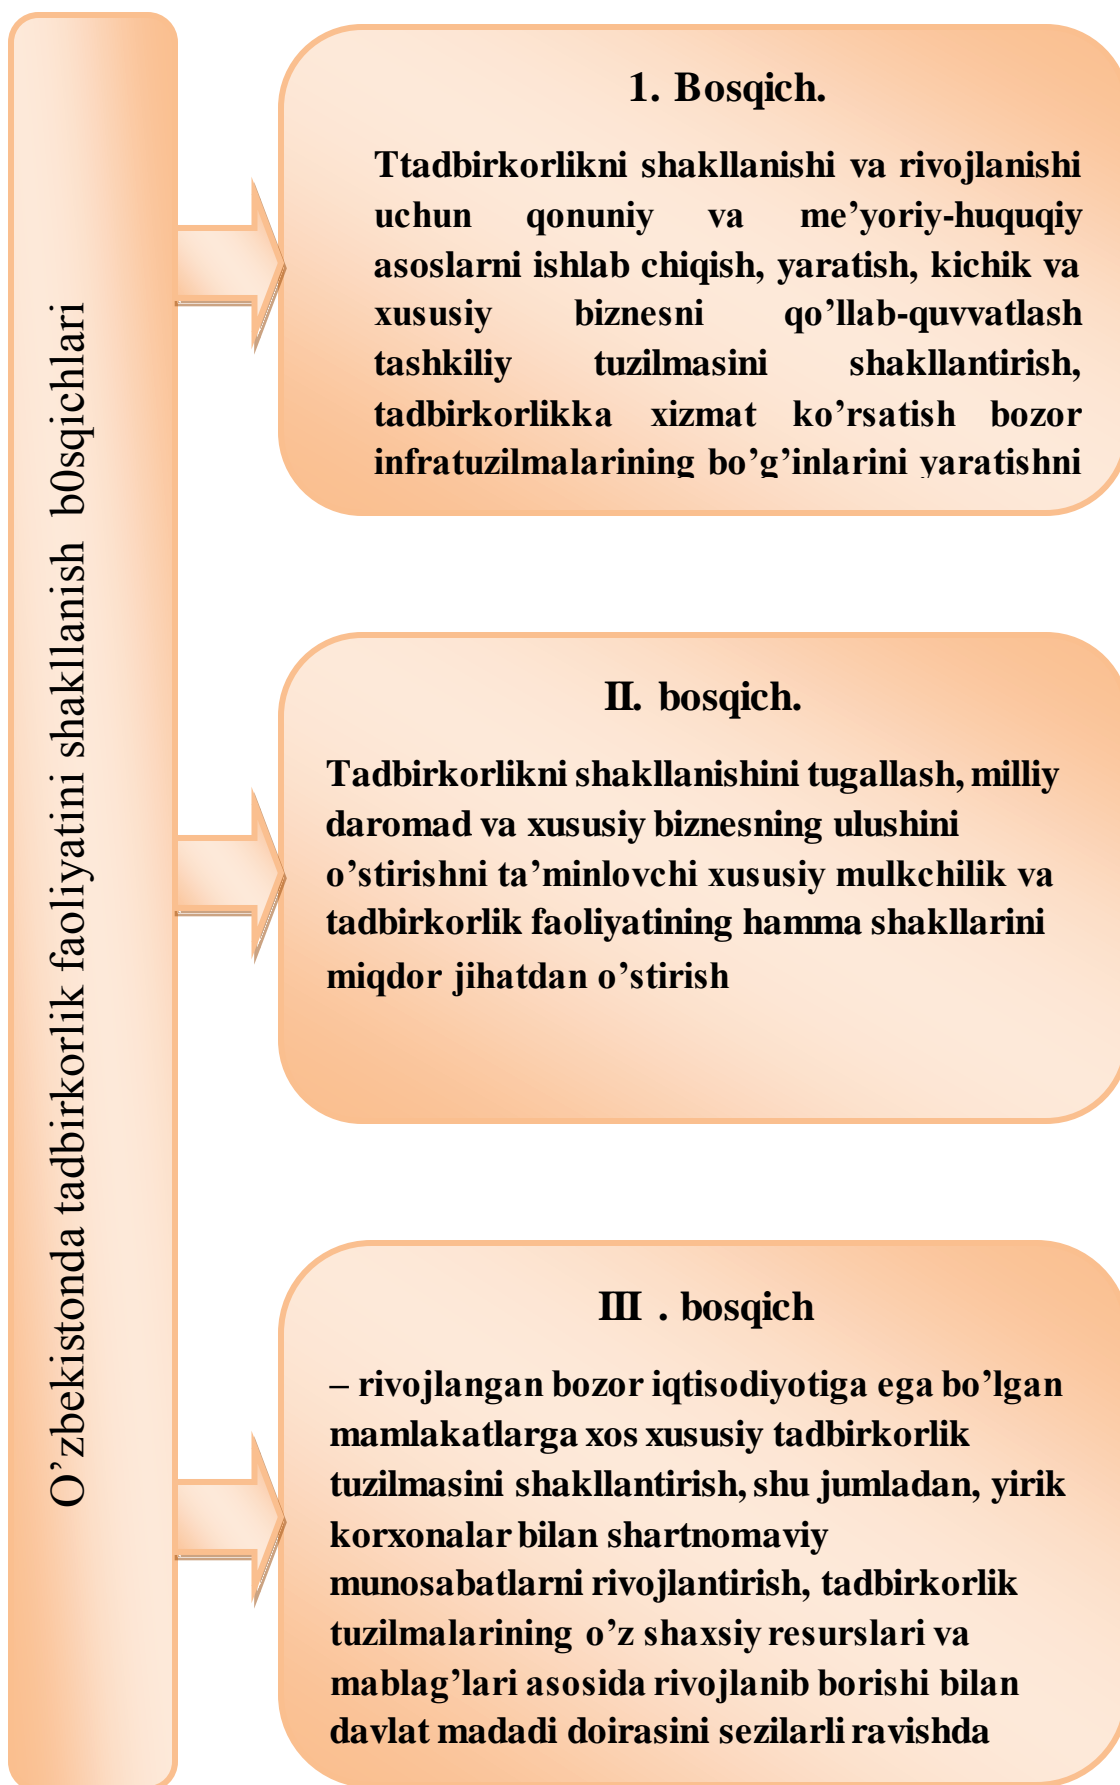 O’zbekistonda tadbirkorlik faoliyatini shakllanish b0sqichlari
1. Bosqich.
Ttadbirkorlikni shakllanishi va rivojlanishi
uchun qonuniy va me’yoriy-huquqiy
asoslarni ishlab chiqish, yaratish, kichik va
xususiy biznesni qo’llab-quvvatlash
tashkiliy tuzilmasini shakllantirish,
tadbirkorlikka xizmat ko’rsatish bozor
infratuzilmalarining bo’g’inlarini yaratishni
II. bosqich.
Tadbirkorlikni shakllanishini tugallash, milliy
daromad va xususiy biznesning ulushini
o’stirishni ta’minlovchi xususiy mulkchilik va
tadbirkorlik faoliyatining hamma shakllarini
miqdor jihatdan o’stirish
III . bosqich
– rivojlangan bozor iqtisodiyotiga ega bo’lgan
mamlakatlarga xos xususiy tadbirkorlik
tuzilmasini shakllantirish, shu jumladan, yirik
korxonalar bilan shartnomaviy
munosabatlarni rivojlantirish, tadbirkorlik
tuzilmalarining o’z shaxsiy resurslari va
mablag’lari asosida rivojlanib borishi bilan
davlat madadi doirasini sezilarli ravishda